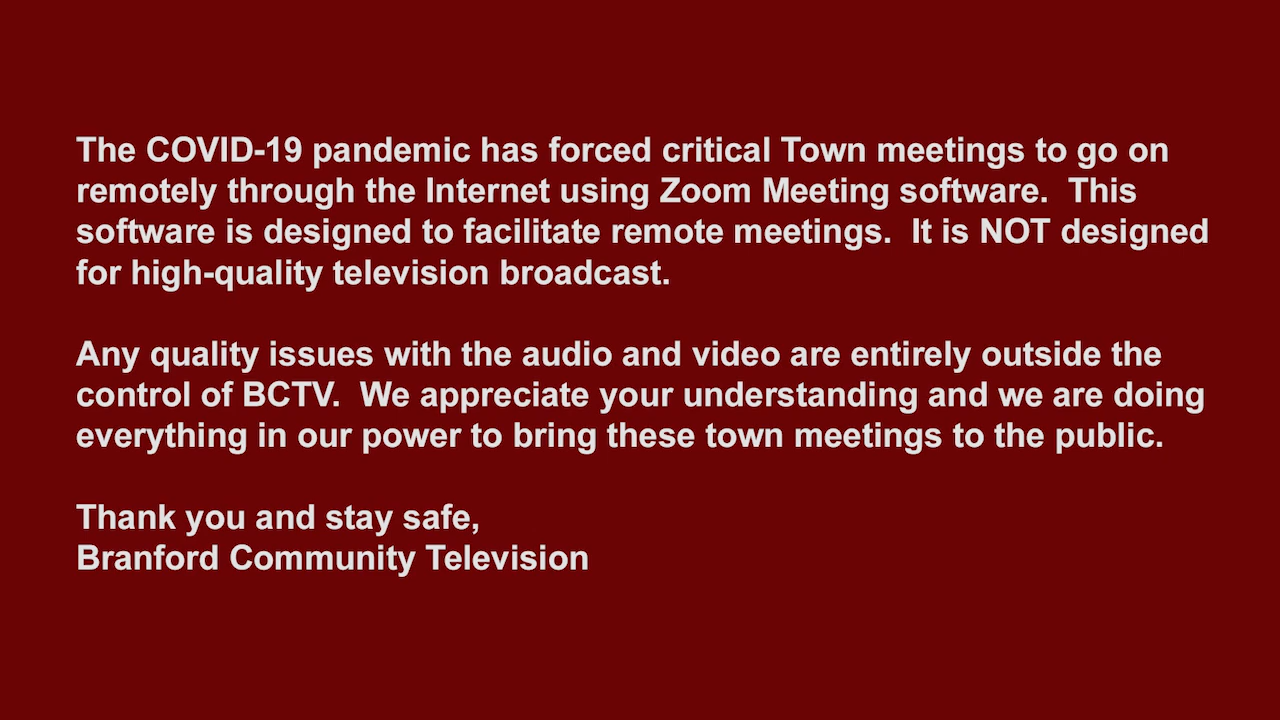 The COVID-19 pandemic has forced critical Town meetings to go on
remotely through the Internet using Zoom Meeting software.  This
software is designed to facilitate remote meetings.  It is NOT designed
for high-quality television broadcast.
Any quality issues with the audio and video are entirely outside the
control of BCTV.  We appreciate your understanding and we are doing
everything in our power to bring these town meetings to the public.
Thank you and stay safe,
Branford Community Television